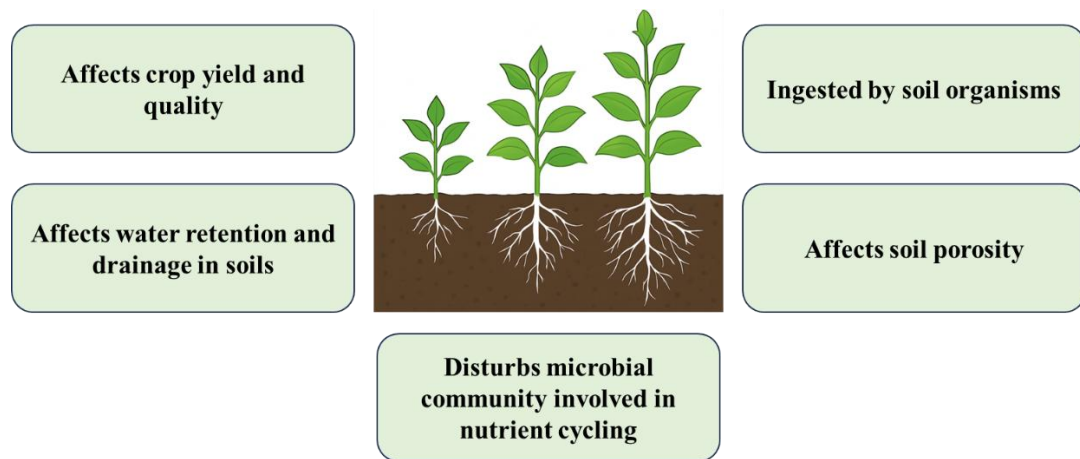 Affects crop yield and
quality
Ingested by soil organisms
Affects water retention and
drainage in soils
Affects soil porosity
Disturbs microbial
community involved in
nutrient cycling